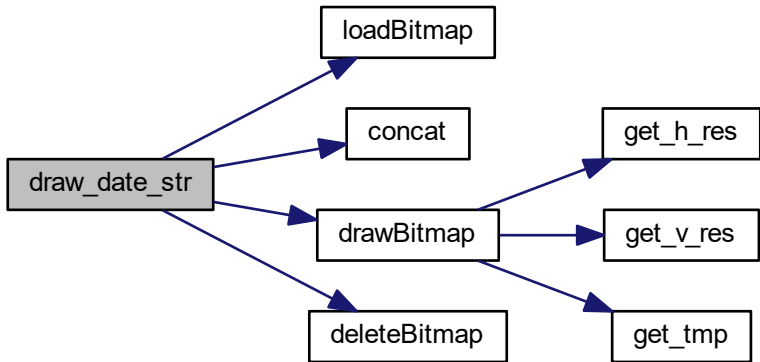 loadBitmap
concat
get_h_res
draw_date_str
drawBitmap
get_v_res
deleteBitmap
get_tmp